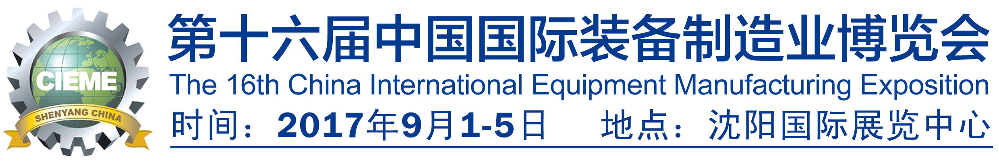 CIEME
SHENYANG CHINA
第十六届中国国际装备制造业博览会
The 16th China International Equipment Manufacturing Exposition
时间：2017年9月1-5日 地点：沈阳国际展览中心